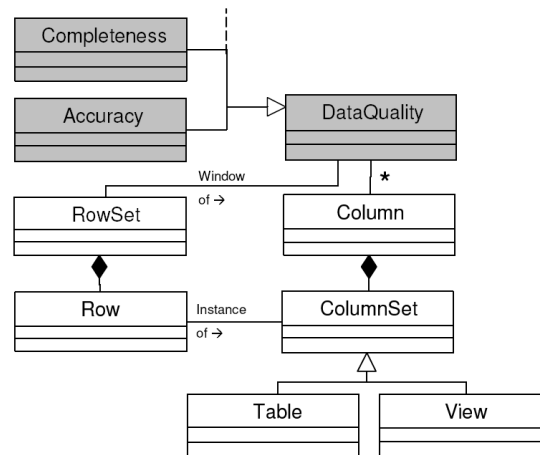 Completeness
Accuracy
DataQuality
Window
of →
*
RowSet
Column
Row
Instance
of →
ColumnSet
Table
View